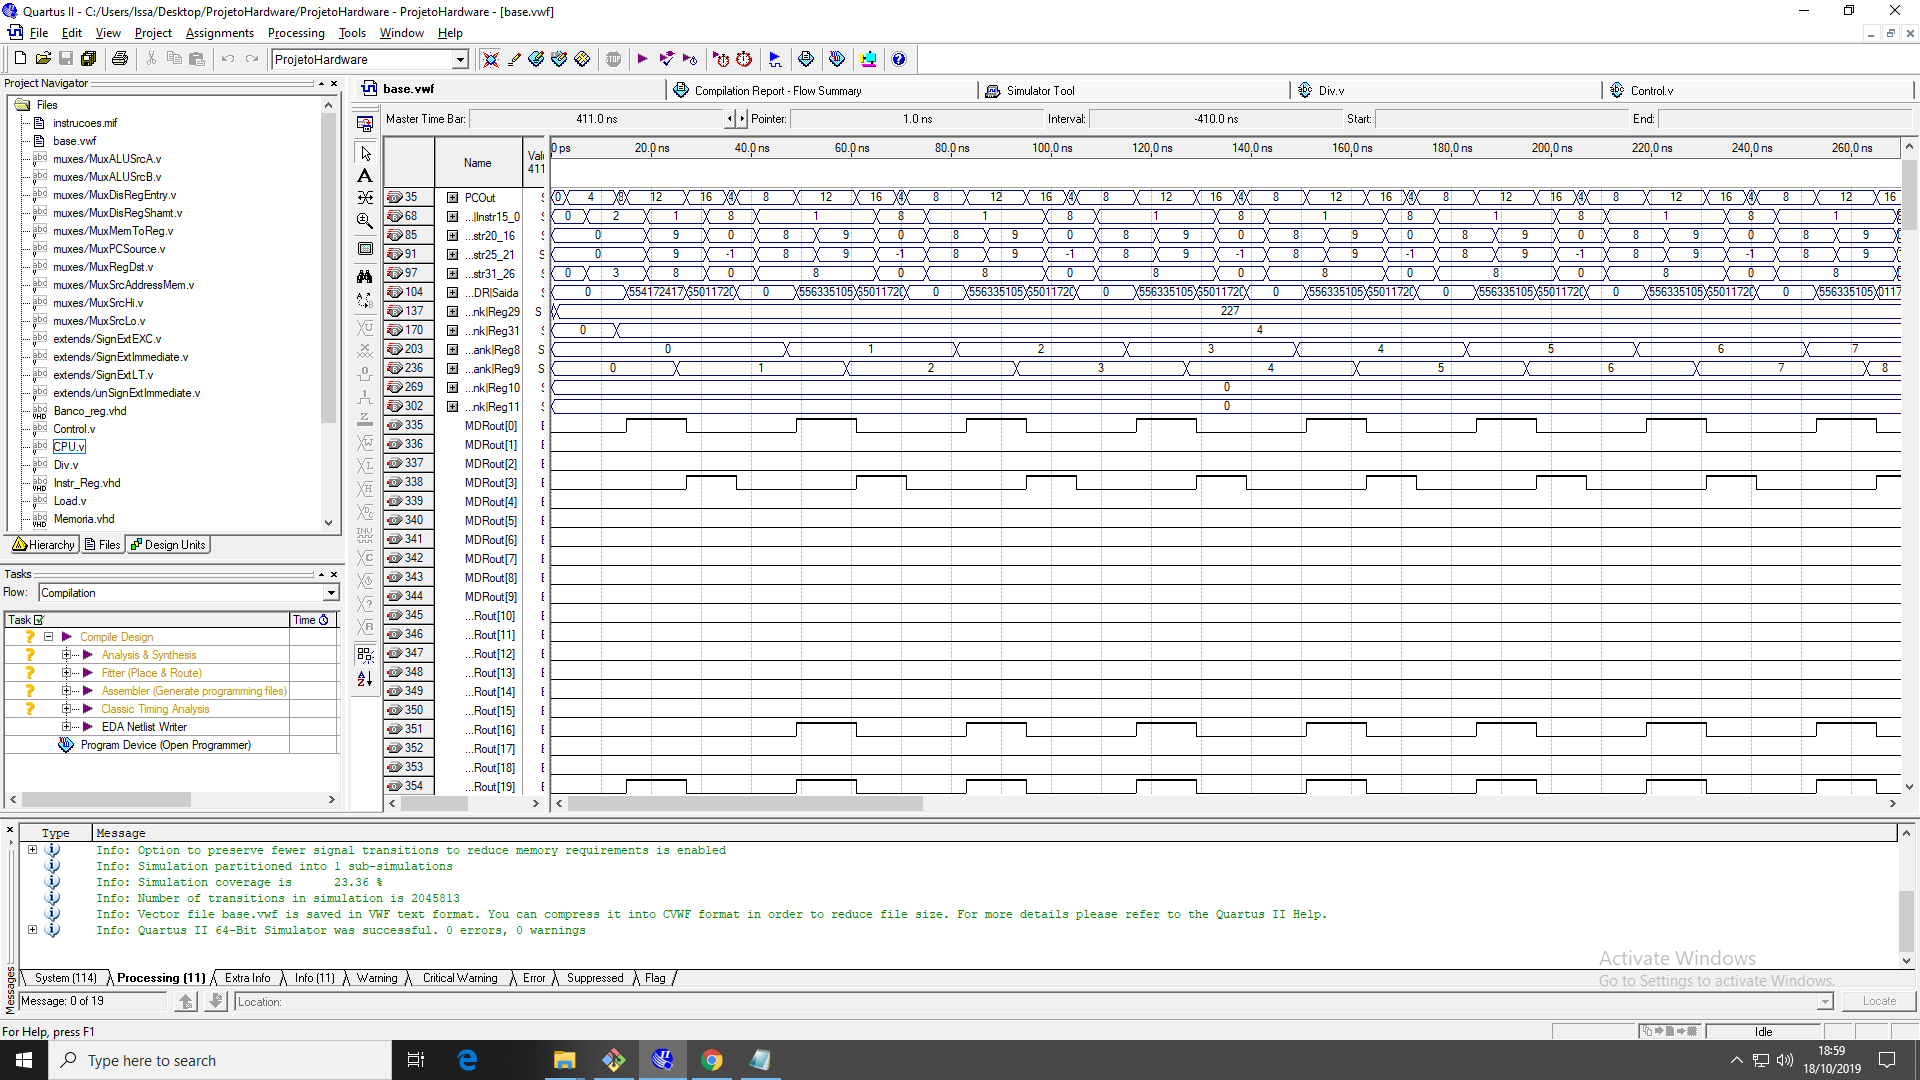 Quartus II - C:/Users/Issa/Desktop/ProjetoHardware/ProjetoHardware - ProjetoHardware - [base.vwf]
File Edit View Project Assignments Processing Tools Window Help
ProjetoHardware
Project Navigator
Files
instrucoes.mif
base.vwf
muxes/MuxALUSrcA.v
muxes/MuxALUSrcB.v
muxes/MuxDisRegEntry.v
muxes/MuxDisRegShamt.v
muxes/MuxMemToReg.v
muxes/MuxPCSource.v
muxes/MuxRegDst.v
muxes/MuxSrcAddressMem.v
muxes/MuxSrcHi.v
muxes/MuxSrcLo.v
extends/SignExtEXC.v
extends/SignExtImmediate.v
extends/SignExtLT.v
extends/unSignExtImmediate.v
Banco_reg.vhd
Control.v
CPU.v
Div.v
Instr_Reg.vhd
Load.v
Memoria.vhd
Hierarchy Files Design Units
Tasks
Flow: Compilation
Task Time
Compile Design
Analysis & Synthesis
Fitter (Place & Route)
Assembler (Generate programming files)
Classic Timing Analysis
EDA Netlist Writer
Program Device (Open Programmer)
base.vwf Compilation Report - Flow Summary Simulator Tool Div.v Control.v
Master Time Bar: 411.0 ns Pointer: 1.0 ns Interval: -410.0 ns Start: End:
Name
0 ps 20.0 ns 40.0 ns 60.0 ns 80.0 ns 100.0 ns 120.0 ns 140.0 ns 160.0 ns 180.0 ns 200.0 ns 220.0 ns 240.0 ns 260.0 ns
35 PCOut 0 4 8 12 16 4 8 12 16 4 8 12 16 4 8 12 16 4 8 12 16 4 8 12 16 4 8 12 16 4 8 12 16
68 ...|Instr15_0 0 2 1 8 1 8 1 8 1 8 1 8 1 8 1 8 1
85 ...str20_16 0 9 0 8 9 0 8 9 0 8 9 0 8 9 0 8 9 0 8 9 0 8 9
91 ...str25_21 0 9 -1 8 9 -1 8 9 -1 8 9 -1 8 9 -1 8 9 -1 8 9 -1 8 9
97 ...str31_26 0 3 8 0 8 0 8 0 8 0 8 0 8 0 8 0 8
104 ...DR|Saida 0 554172417 0 556335105 0 556335105 0 556335105 0 556335105 0 556335105 0 556335105 0 556335105
137 ...nk|Reg29 227
170 ...nk|Reg31 0 4
203 ...ank|Reg8 0 1 2 3 4 5 6 7
236 ...ank|Reg9 0 1 2 3 4 5 6 7 8
269 ...nk|Reg10 0
302 ...nk|Reg11 0
335 MDRout[0]
336 MDRout[1]
337 MDRout[2]
338 MDRout[3]
339 MDRout[4]
340 MDRout[5]
341 MDRout[6]
342 MDRout[7]
343 MDRout[8]
344 MDRout[9]
345 ...Rout[10]
346 ...Rout[11]
347 ...Rout[12]
348 ...Rout[13]
349 ...Rout[14]
350 ...Rout[15]
351 ...Rout[16]
352 ...Rout[17]
353 ...Rout[18]
354 ...Rout[19]
Type Message
Info: Option to preserve fewer signal transitions to reduce memory requirements is enabled
Info: Simulation partitioned into 1 sub-simulations
Info: Simulation coverage is 23.36 %
Info: Number of transitions in simulation is 2045813
Info: Vector file base.vwf is saved in VWF text format. You can compress it into CVWF format in order to reduce file size. For more details please refer to the Quartus II Help.
Info: Quartus II 64-Bit Simulator was successful. 0 errors, 0 warnings
Activate Windows
Go to Settings to activate Windows.
System (114) Processing (11) Extra Info Info (11) Warning Critical Warning Error Suppressed Flag
Messages
Message: 0 of 19 Location: Locate
For Help, press F1 Idle
Type here to search
18:59
18/10/2019